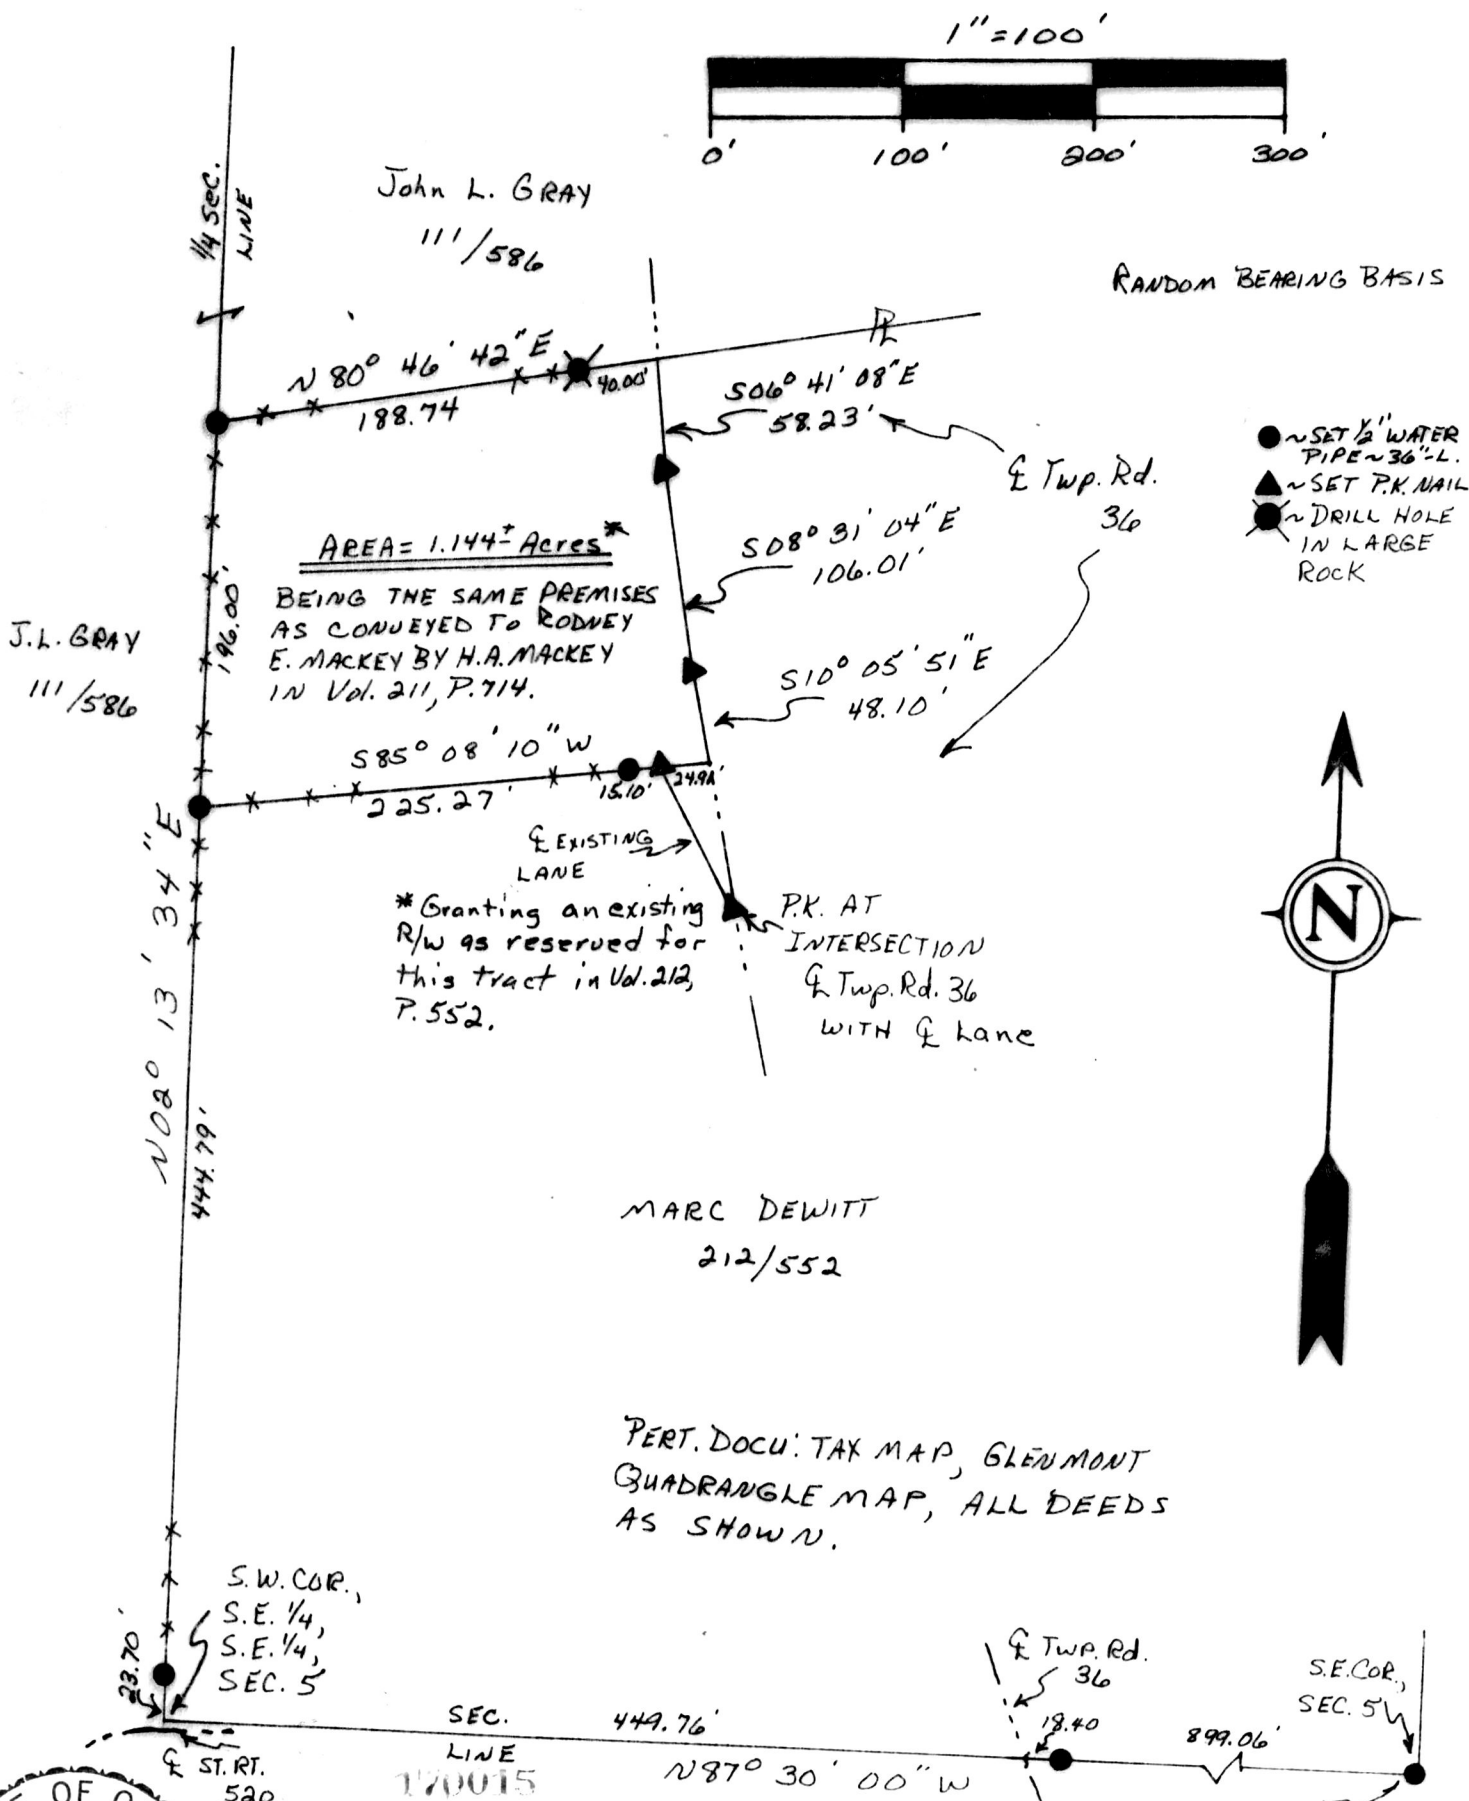 1"=100'
0' 100' 200' 300'
1/4 SEC.
LINE
John L. GRAY
111/586
RANDOM BEARING BASIS
PL
N 80° 46' 42" E
188.74
40.00'
S06° 41' 08" E
58.23'
℄ Twp. Rd.
36
● ~ SET 1/2" WATER
PIPE ~ 36"-L.
▲ ~ SET P.K. NAIL
~ DRILL HOLE
IN LARGE
ROCK
S08° 31' 04" E
106.01'
AREA = 1.144± Acres*
BEING THE SAME PREMISES
AS CONVEYED TO RODNEY
E. MACKEY BY H.A. MACKEY
IN Vol. 211, P. 714.
196.00'
J.L. GRAY
111/586
S10° 05' 51" E
48.10'
S85° 08' 10" W
225.27'
15.10'
℄ EXISTING
LANE
* Granting an existing
R/W as reserved for
this tract in Vol. 212,
P. 552.
P.K. AT
INTERSECTION
℄ Twp. Rd. 36
WITH ℄ Lane
N
N02° 13' 34" E
444.79'
MARC DEWITT
212/552
PERT. DOCU: TAX MAP, GLENMONT
QUADRANGLE MAP, ALL DEEDS
AS SHOWN.
S.W. COR.,
S.E. 1/4,
S.E. 1/4,
SEC. 5
23.70'
℄ ST. RT.
520
SEC.
LINE
449.76'
N87° 30' 00" W
170015
℄ Twp. Rd.
36
18.40
899.06'
S.E. COR.,
SEC. 5
OF